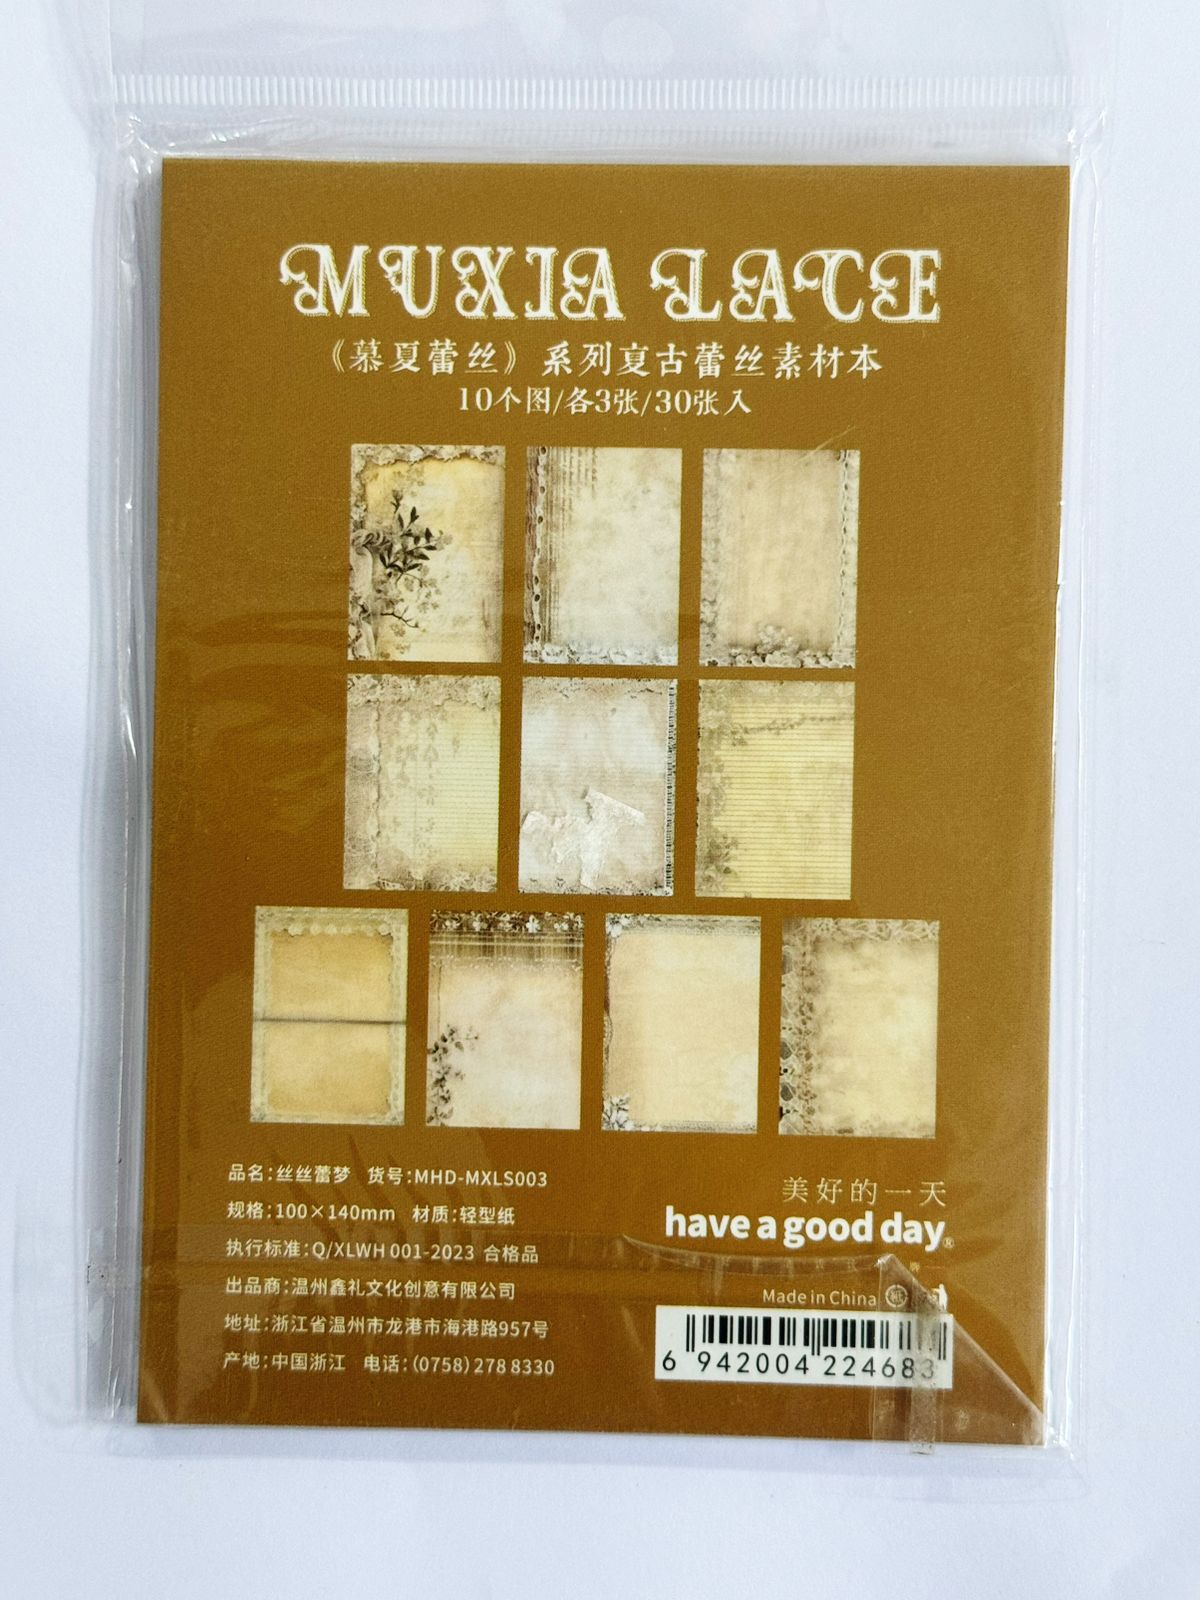 MUXIA LACE
《慕夏蕾丝》系列复古蕾丝素材本
10个图/各3张/30张入
品名:丝丝蕾梦 货号:MHD-MXLS003
规格:100×140mm 材质:轻型纸
执行标准:Q/XLWH 001-2023 合格品
出品商:温州鑫礼文化创意有限公司
地址:浙江省温州市龙港市海港路957号
产地:中国浙江 电话:(0758)278 8330
美好的一天
have a good day®
Made in China
6 942004 224683